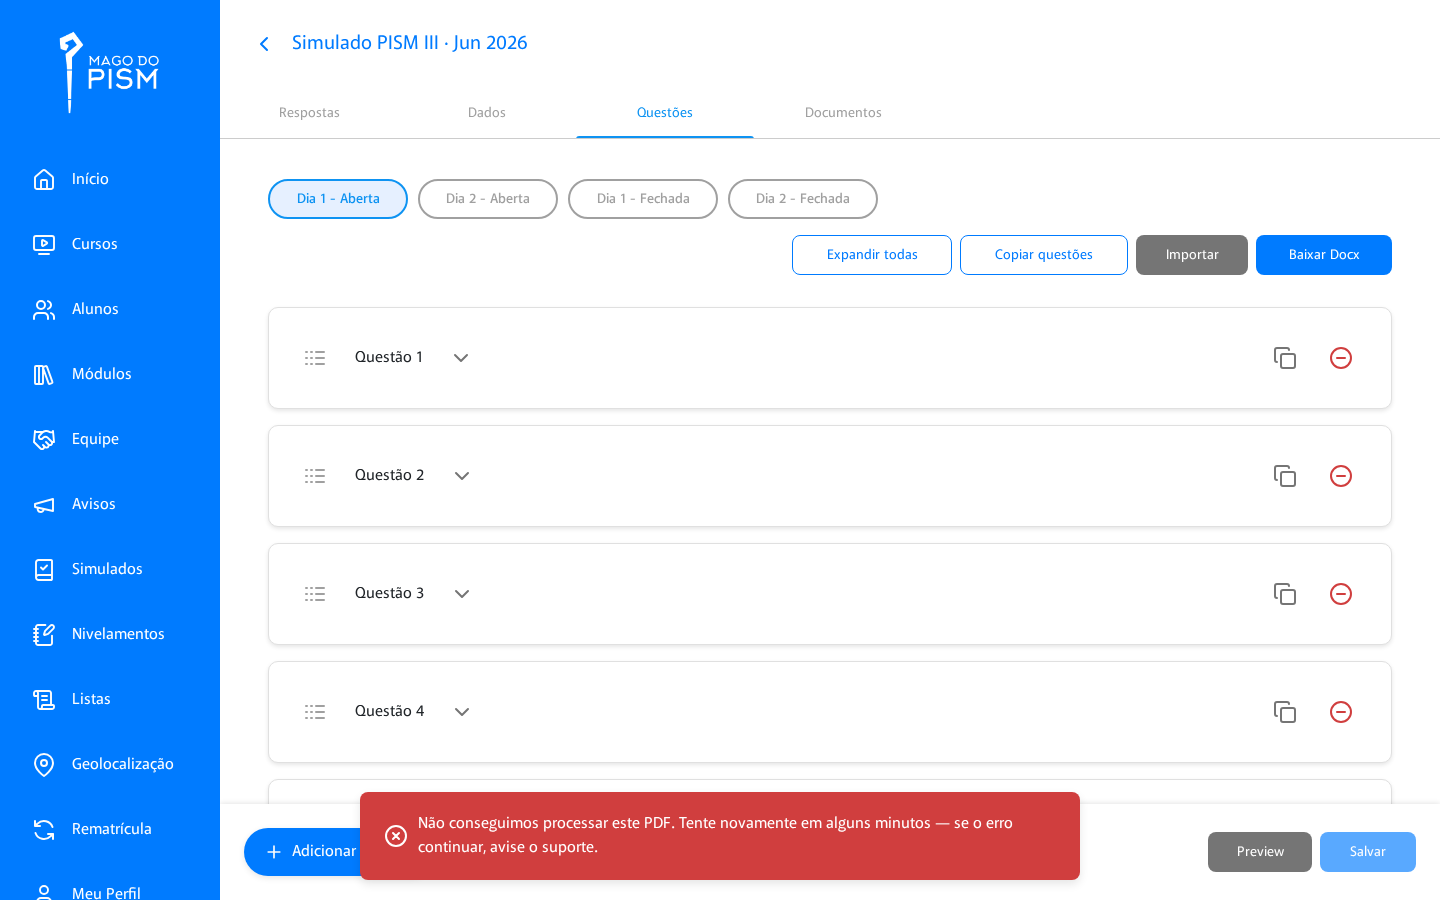 MAGO DO
PISM
Início
Cursos
Alunos
Módulos
Equipe
Avisos
Simulados
Nivelamentos
Listas
Geolocalização
Rematrícula
Meu Perfil
Simulado PISM III · Jun 2026
Respostas
Dados
Questões
Documentos
Dia 1 - Aberta
Dia 2 - Aberta
Dia 1 - Fechada
Dia 2 - Fechada
Expandir todas
Copiar questões
Importar
Baixar Docx
Questão 1
Questão 2
Questão 3
Questão 4
Adicionar
Não conseguimos processar este PDF. Tente novamente em alguns minutos — se o erro
continuar, avise o suporte.
Preview
Salvar